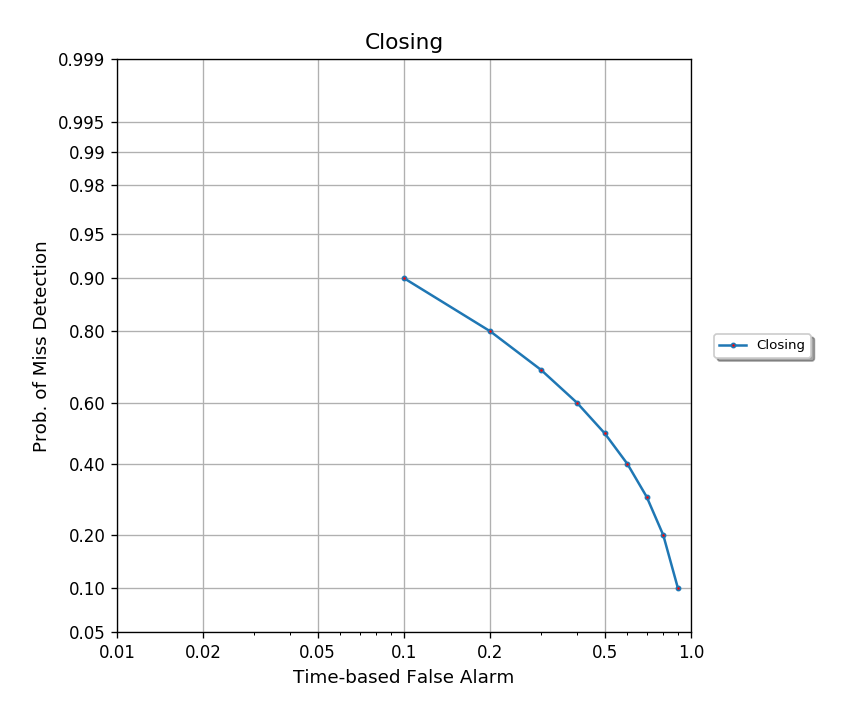 Closing
0.999
0.995
0.99
0.98
0.95
0.90
0.80
0.60
0.40
0.20
0.10
0.05
Prob. of Miss Detection
0.01 0.02 0.05 0.1 0.2 0.5 1.0
Time-based False Alarm
Closing